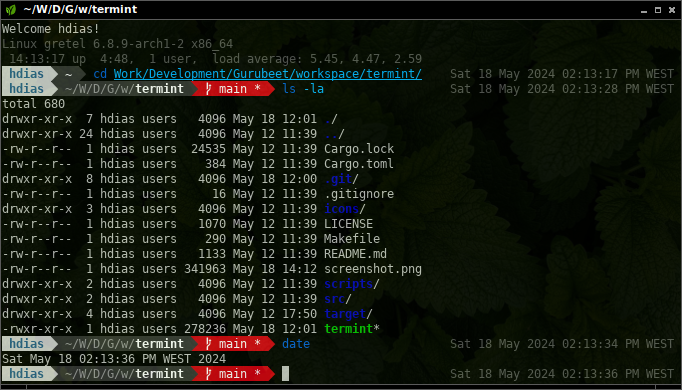 ~/W/D/G/w/termint
Welcome hdias!
Linux gretel 6.8.9-arch1-2 x86_64
14:13:17 up  4:48,  1 user,  load average: 5.45, 4.47, 2.59
hdias ~ cd Work/Development/Gurubeet/workspace/termint/ Sat 18 May 2024 02:13:17 PM WEST
hdias ~/W/D/G/w/termint main * ls -la Sat 18 May 2024 02:13:28 PM WEST
total 680
drwxr-xr-x  7 hdias users   4096 May 18 12:01 ./
drwxr-xr-x 24 hdias users   4096 May 12 11:39 ../
-rw-r--r--  1 hdias users  24535 May 12 11:39 Cargo.lock
-rw-r--r--  1 hdias users    384 May 12 11:39 Cargo.toml
drwxr-xr-x  8 hdias users   4096 May 18 12:00 .git/
-rw-r--r--  1 hdias users     16 May 12 11:39 .gitignore
drwxr-xr-x  3 hdias users   4096 May 12 11:39 icons/
-rw-r--r--  1 hdias users   1070 May 12 11:39 LICENSE
-rw-r--r--  1 hdias users    290 May 12 11:39 Makefile
-rw-r--r--  1 hdias users   1133 May 12 11:39 README.md
-rw-r--r--  1 hdias users 341963 May 18 14:12 screenshot.png
drwxr-xr-x  2 hdias users   4096 May 12 11:39 scripts/
drwxr-xr-x  2 hdias users   4096 May 12 11:39 src/
drwxr-xr-x  4 hdias users   4096 May 12 17:50 target/
-rwxr-xr-x  1 hdias users 278236 May 18 12:01 termint*
hdias ~/W/D/G/w/termint main * date Sat 18 May 2024 02:13:34 PM WEST
Sat May 18 02:13:36 PM WEST 2024
hdias ~/W/D/G/w/termint main * Sat 18 May 2024 02:13:36 PM WEST